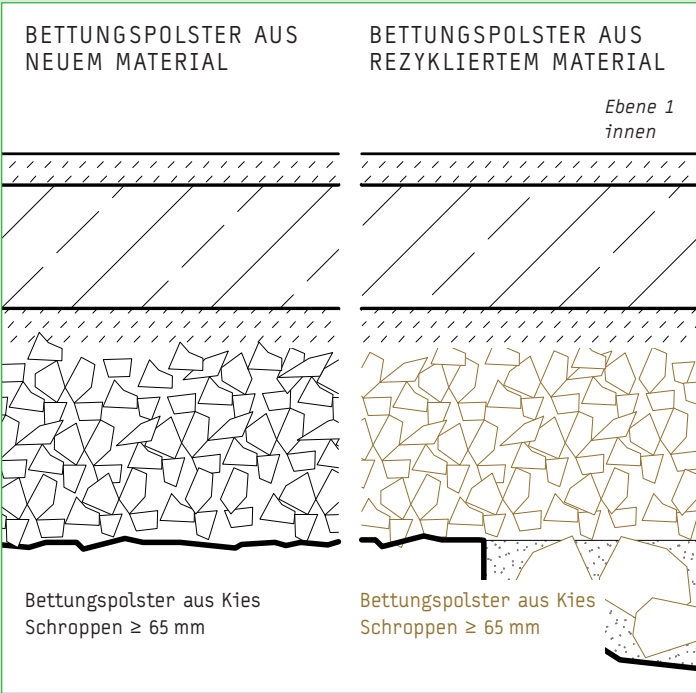 BETTUNGSPOLSTER AUS
NEUEM MATERIAL
BETTUNGSPOLSTER AUS
REZYKLIERTEM MATERIAL
Ebene 1
innen
Bettungspolster aus Kies
Schroppen ≥ 65 mm
Bettungspolster aus Kies
Schroppen ≥ 65 mm